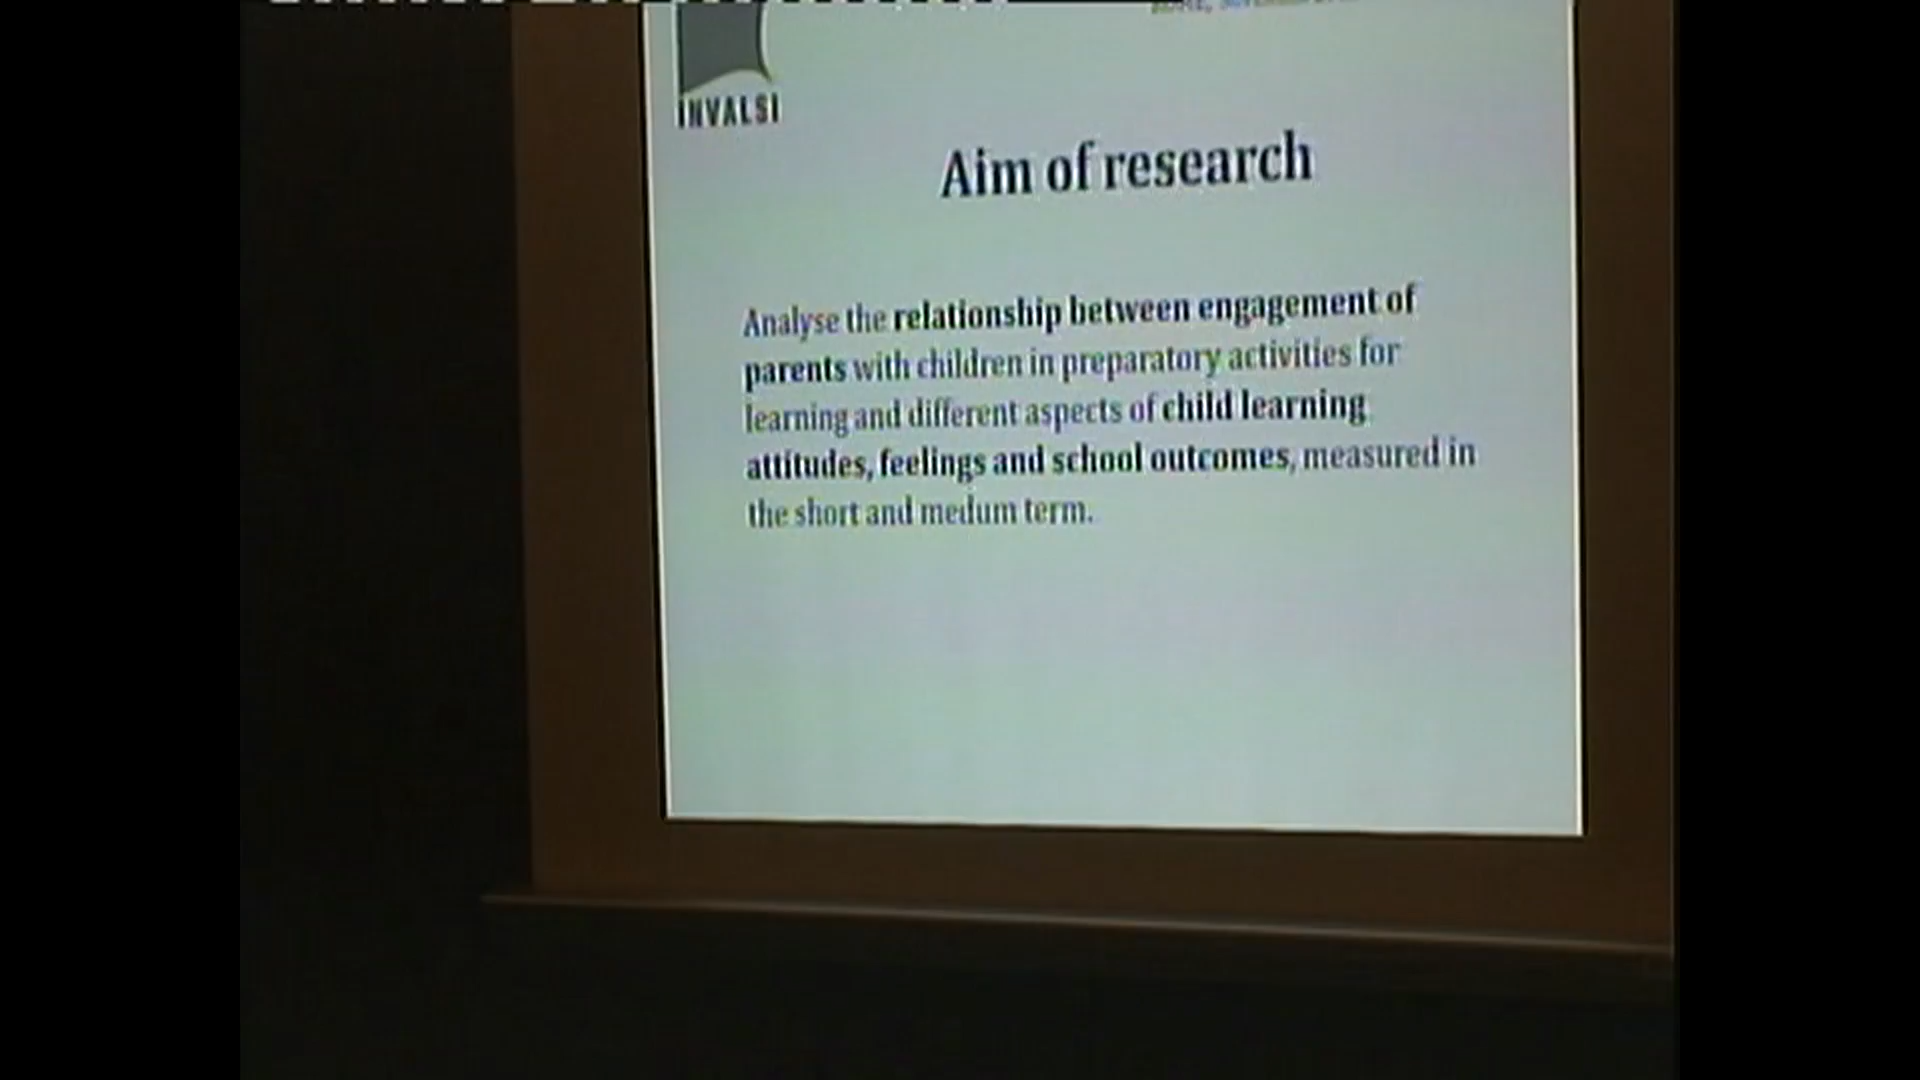 INVALSI
Aim of research
Analyse the relationship between engagement of
parents with children in preparatory activities for
learning and different aspects of child learning
attitudes, feelings and school outcomes, measured in
the short and medum term.